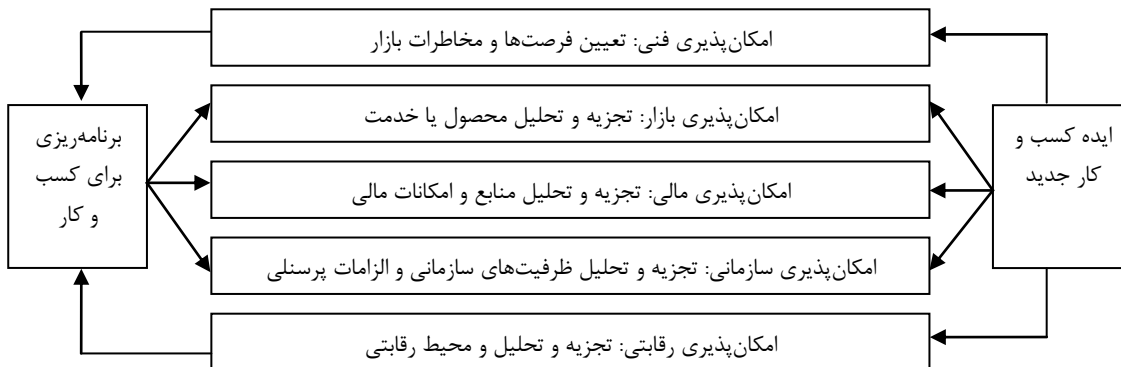 ایده کسب و
کار جدید
امکان‌پذیری فنی: تعیین فرصت‌ها و مخاطرات بازار
امکان‌پذیری بازار: تجزیه و تحلیل محصول یا خدمت
امکان‌پذیری مالی: تجزیه و تحلیل منابع و امکانات مالی
امکان‌پذیری سازمانی: تجزیه و تحلیل ظرفیت‌های سازمانی و الزامات پرسنلی
امکان‌پذیری رقابتی: تجزیه و تحلیل و محیط رقابتی
برنامه‌ریزی
برای کسب
و کار